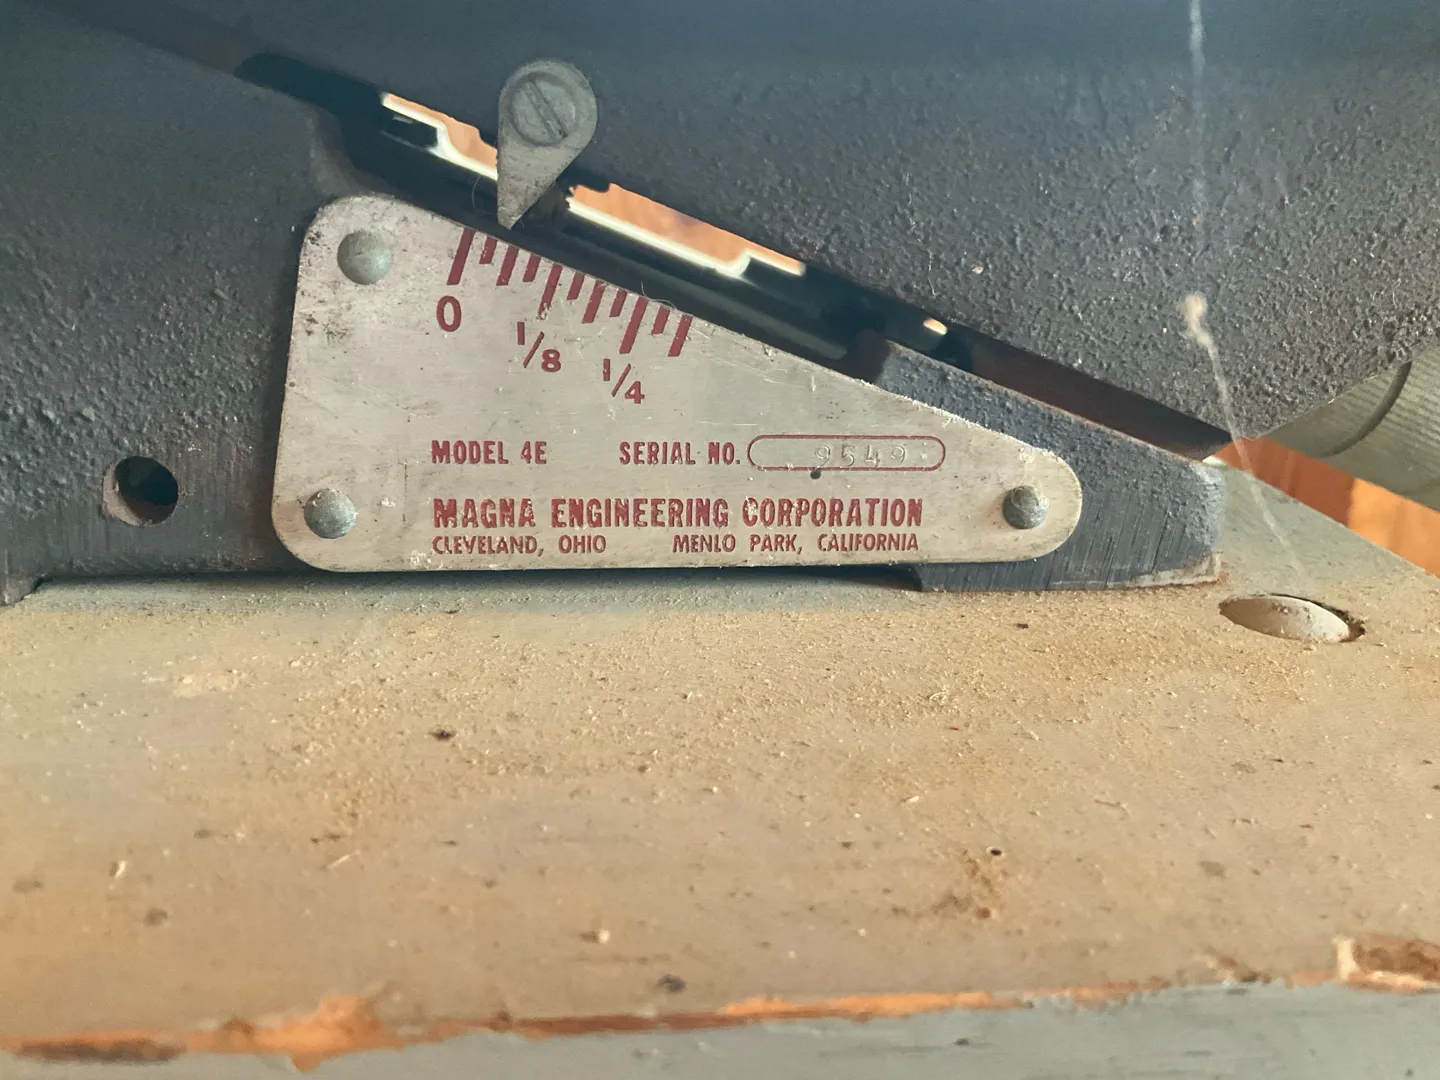 0 1/8 1/4
MODEL 4E SERIAL NO. 9549
MAGNA ENGINEERING CORPORATION
CLEVELAND, OHIO MENLO PARK, CALIFORNIA